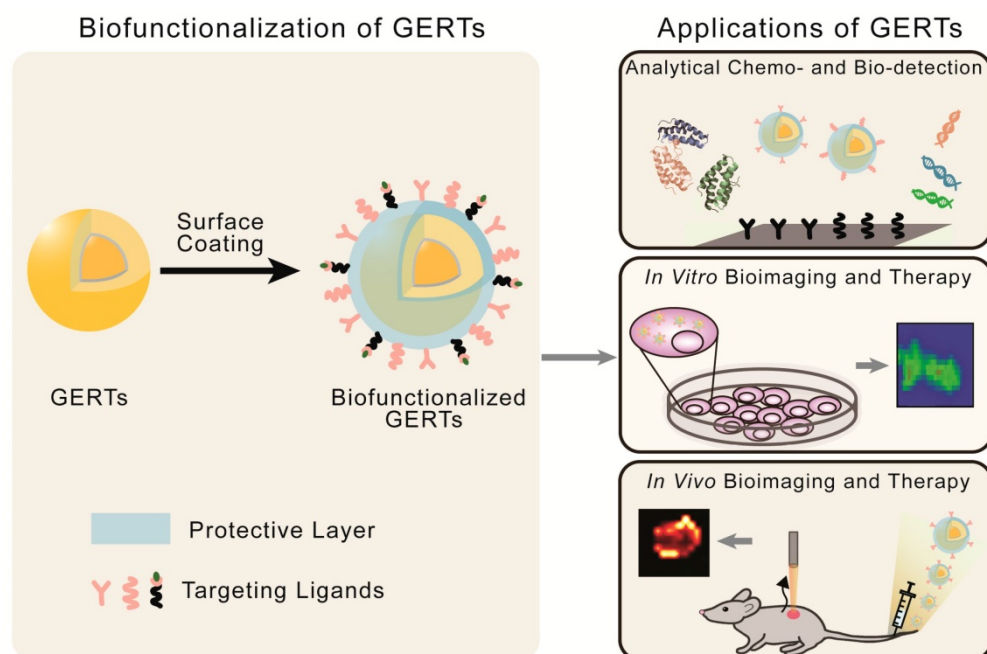 Biofunctionalization of GERTs
Surface
Coating
GERTs
Biofunctionalized
GERTs
Protective Layer
Targeting Ligands
Applications of GERTs
Analytical Chemo- and Bio-detection
In Vitro Bioimaging and Therapy
In Vivo Bioimaging and Therapy